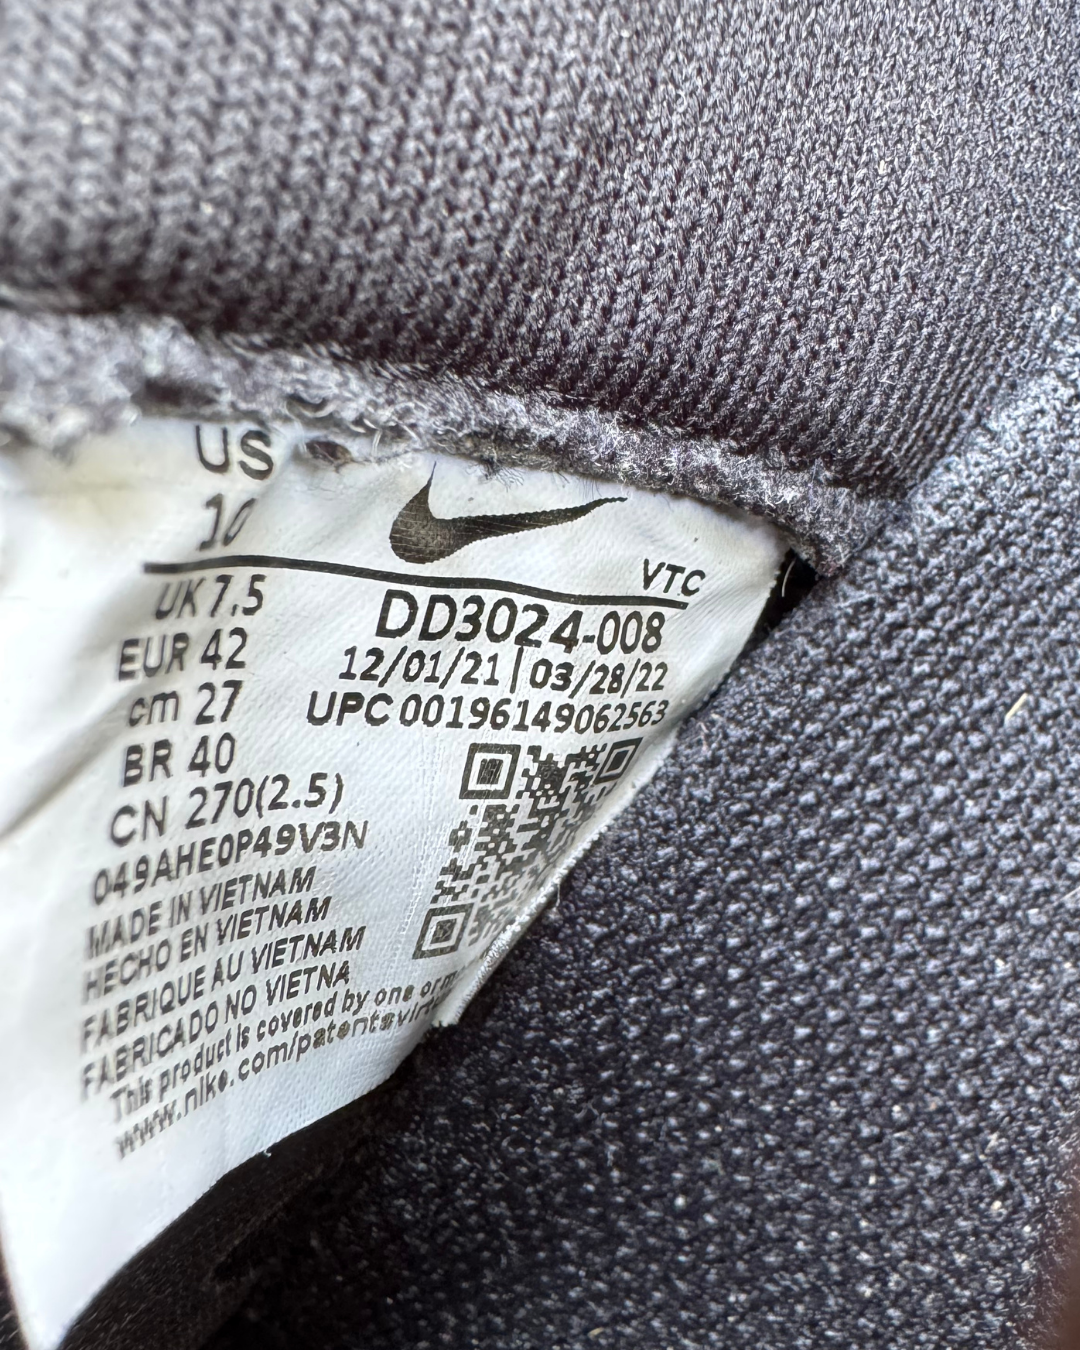 US
10
UK 7.5
EUR 42
cm 27
BR 40
CN 270(2.5)
049AHE0P49V3N
MADE IN VIETNAM
HECHO EN VIETNAM
FABRIQUE AU VIETNAM
FABRICADO NO VIETNA
This product is covered by one or m
www.nike.com/patents
VTC
DD3024-008
12/01/21 | 03/28/22
UPC 00196149062563